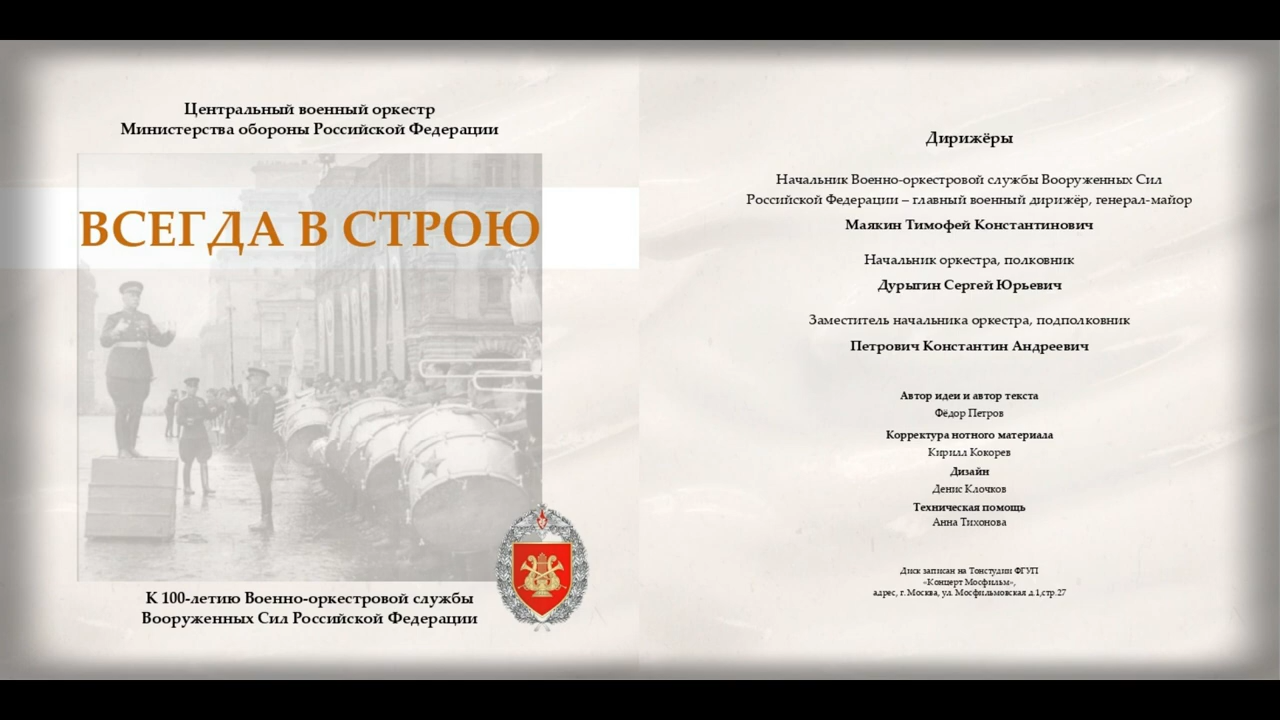 Центральный военный оркестр
Министерства обороны Российской Федерации
ВСЕГДА В СТРОЮ
К 100-летию Военно-оркестровой службы
Вооруженных Сил Российской Федерации
Дирижёры
Начальник Военно-оркестровой службы Вооруженных Сил
Российской Федерации – главный военный дирижёр, генерал-майор
Маякин Тимофей Константинович
Начальник оркестра, полковник
Дурыгин Сергей Юрьевич
Заместитель начальника оркестра, подполковник
Петрович Константин Андреевич
Автор идеи и автор текста
Фёдор Петров
Корректура нотного материала
Кирилл Кокорев
Дизайн
Денис Клочков
Техническая помощь
Анна Тихонова
Диск записан на Тонстудии ФГУП
«Концерт Мосфильм»,
адрес, г. Москва, ул. Мосфильмовская д.1,стр.27